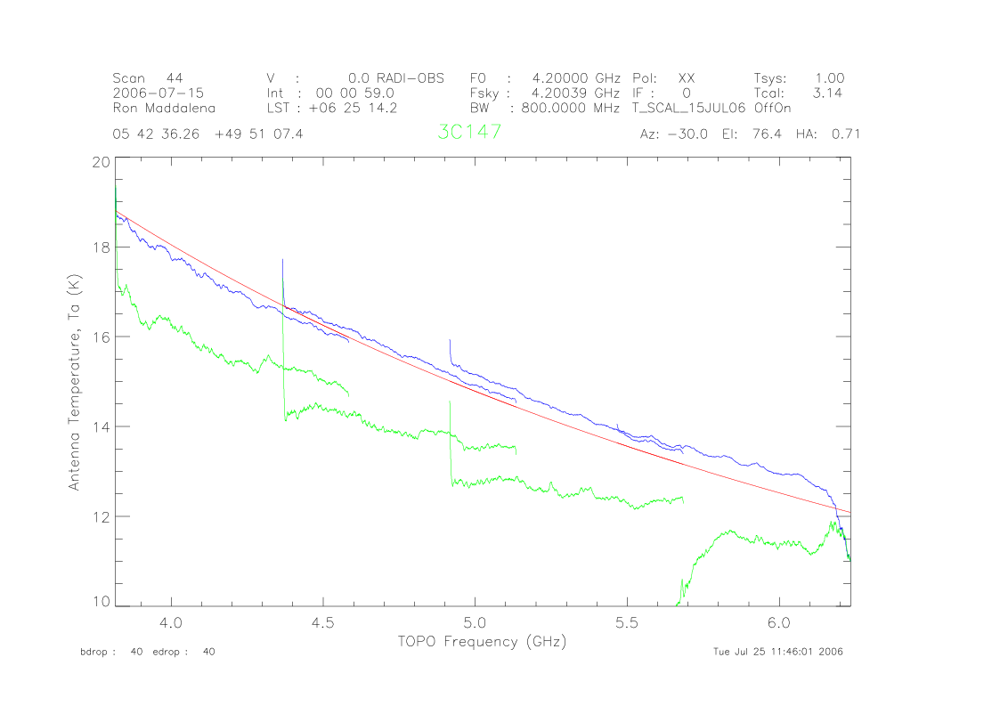 Scan 44 V : 0.0 RADI-OBS F0 : 4.20000 GHz Pol: XX Tsys: 1.00
2006-07-15 Int : 00 00 59.0 Fsky : 4.20039 GHz IF : 0 Tcal: 3.14
Ron Maddalena LST : +06 25 14.2 BW : 800.0000 MHz T_SCAL_15JUL06 OffOn
05 42 36.26 +49 51 07.4 3C147 Az: -30.0 El: 76.4 HA: 0.71
20
18
16
14
12
10
Antenna Temperature, Ta (K)
4.0 4.5 5.0 5.5 6.0
TOPO Frequency (GHz)
bdrop : 40 edrop : 40 Tue Jul 25 11:46:01 2006